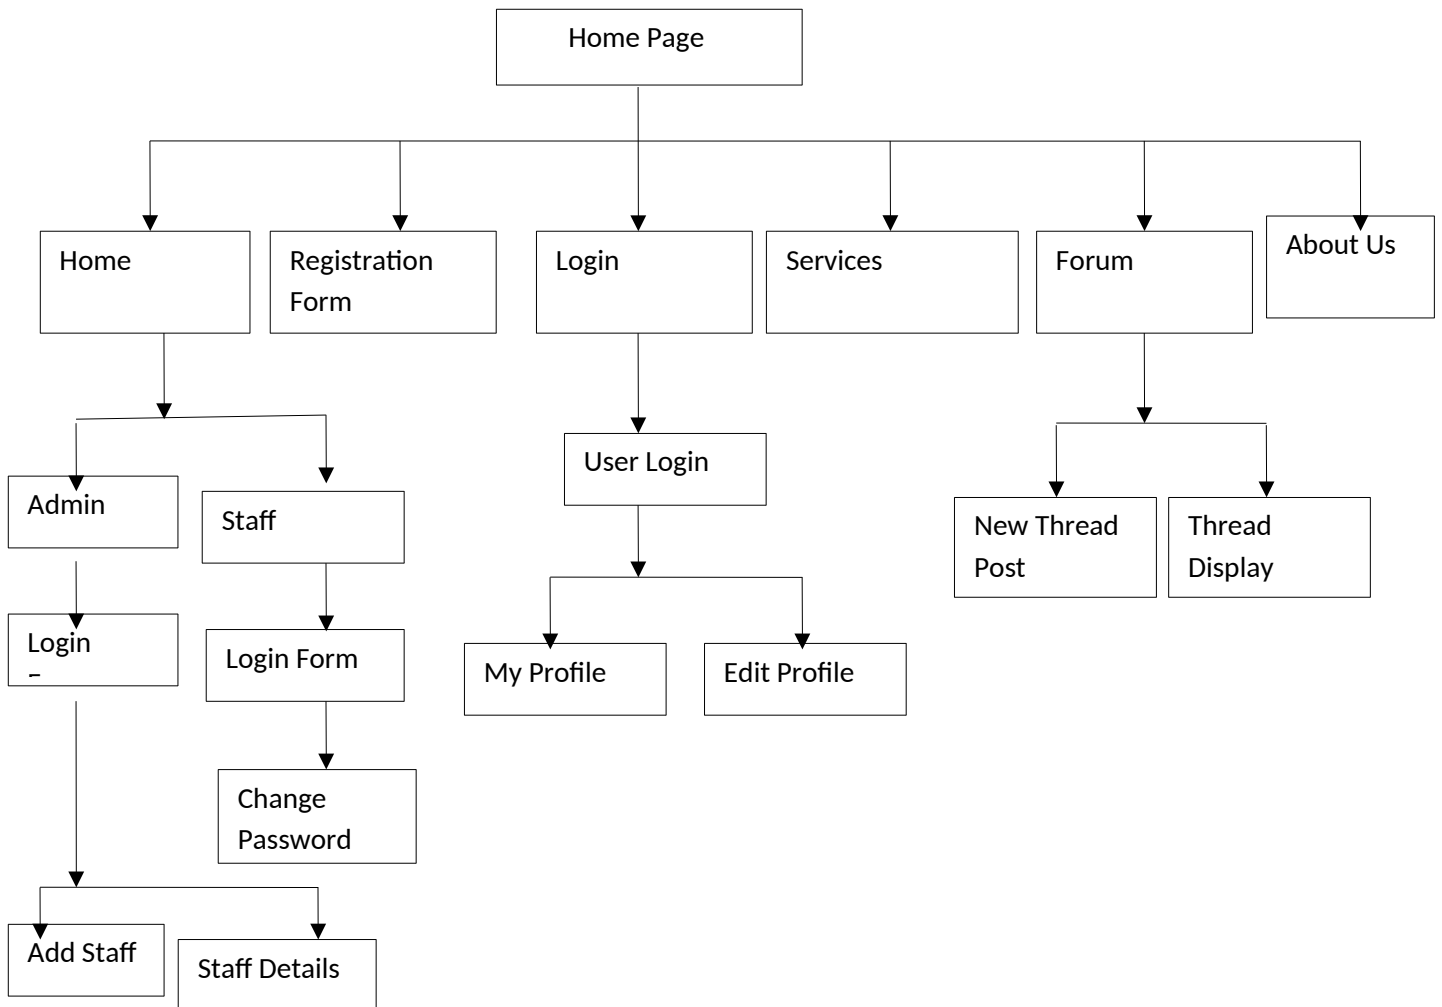 Home Page
Home
Registration
Form
Login
Services
Forum
About Us
Admin
Staff
User Login
New Thread
Post
Thread
Display
Login
Login Form
My Profile
Edit Profile
Change
Password
Add Staff
Staff Details